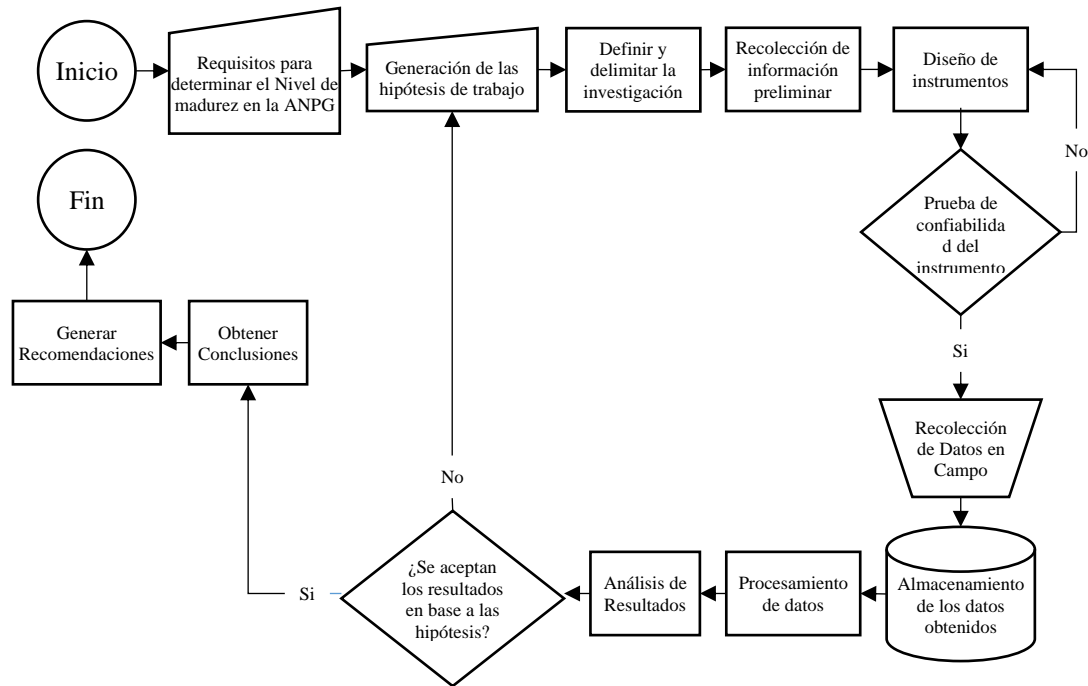 Inicio
Requisitos para
determinar el Nivel de
madurez en la ANPG
Generación de las
hipótesis de trabajo
Definir y
delimitar la
investigación
Recolección de
información
preliminar
Diseño de
instrumentos
No
Prueba de
confiabilida
d del
instrumento
Si
Recolección
de Datos en
Campo
Almacenamiento
de los datos
obtenidos
Procesamiento
de datos
Análisis de
Resultados
¿Se aceptan
los resultados
en base a las
hipótesis?
No
Si
Obtener
Conclusiones
Generar
Recomendaciones
Fin